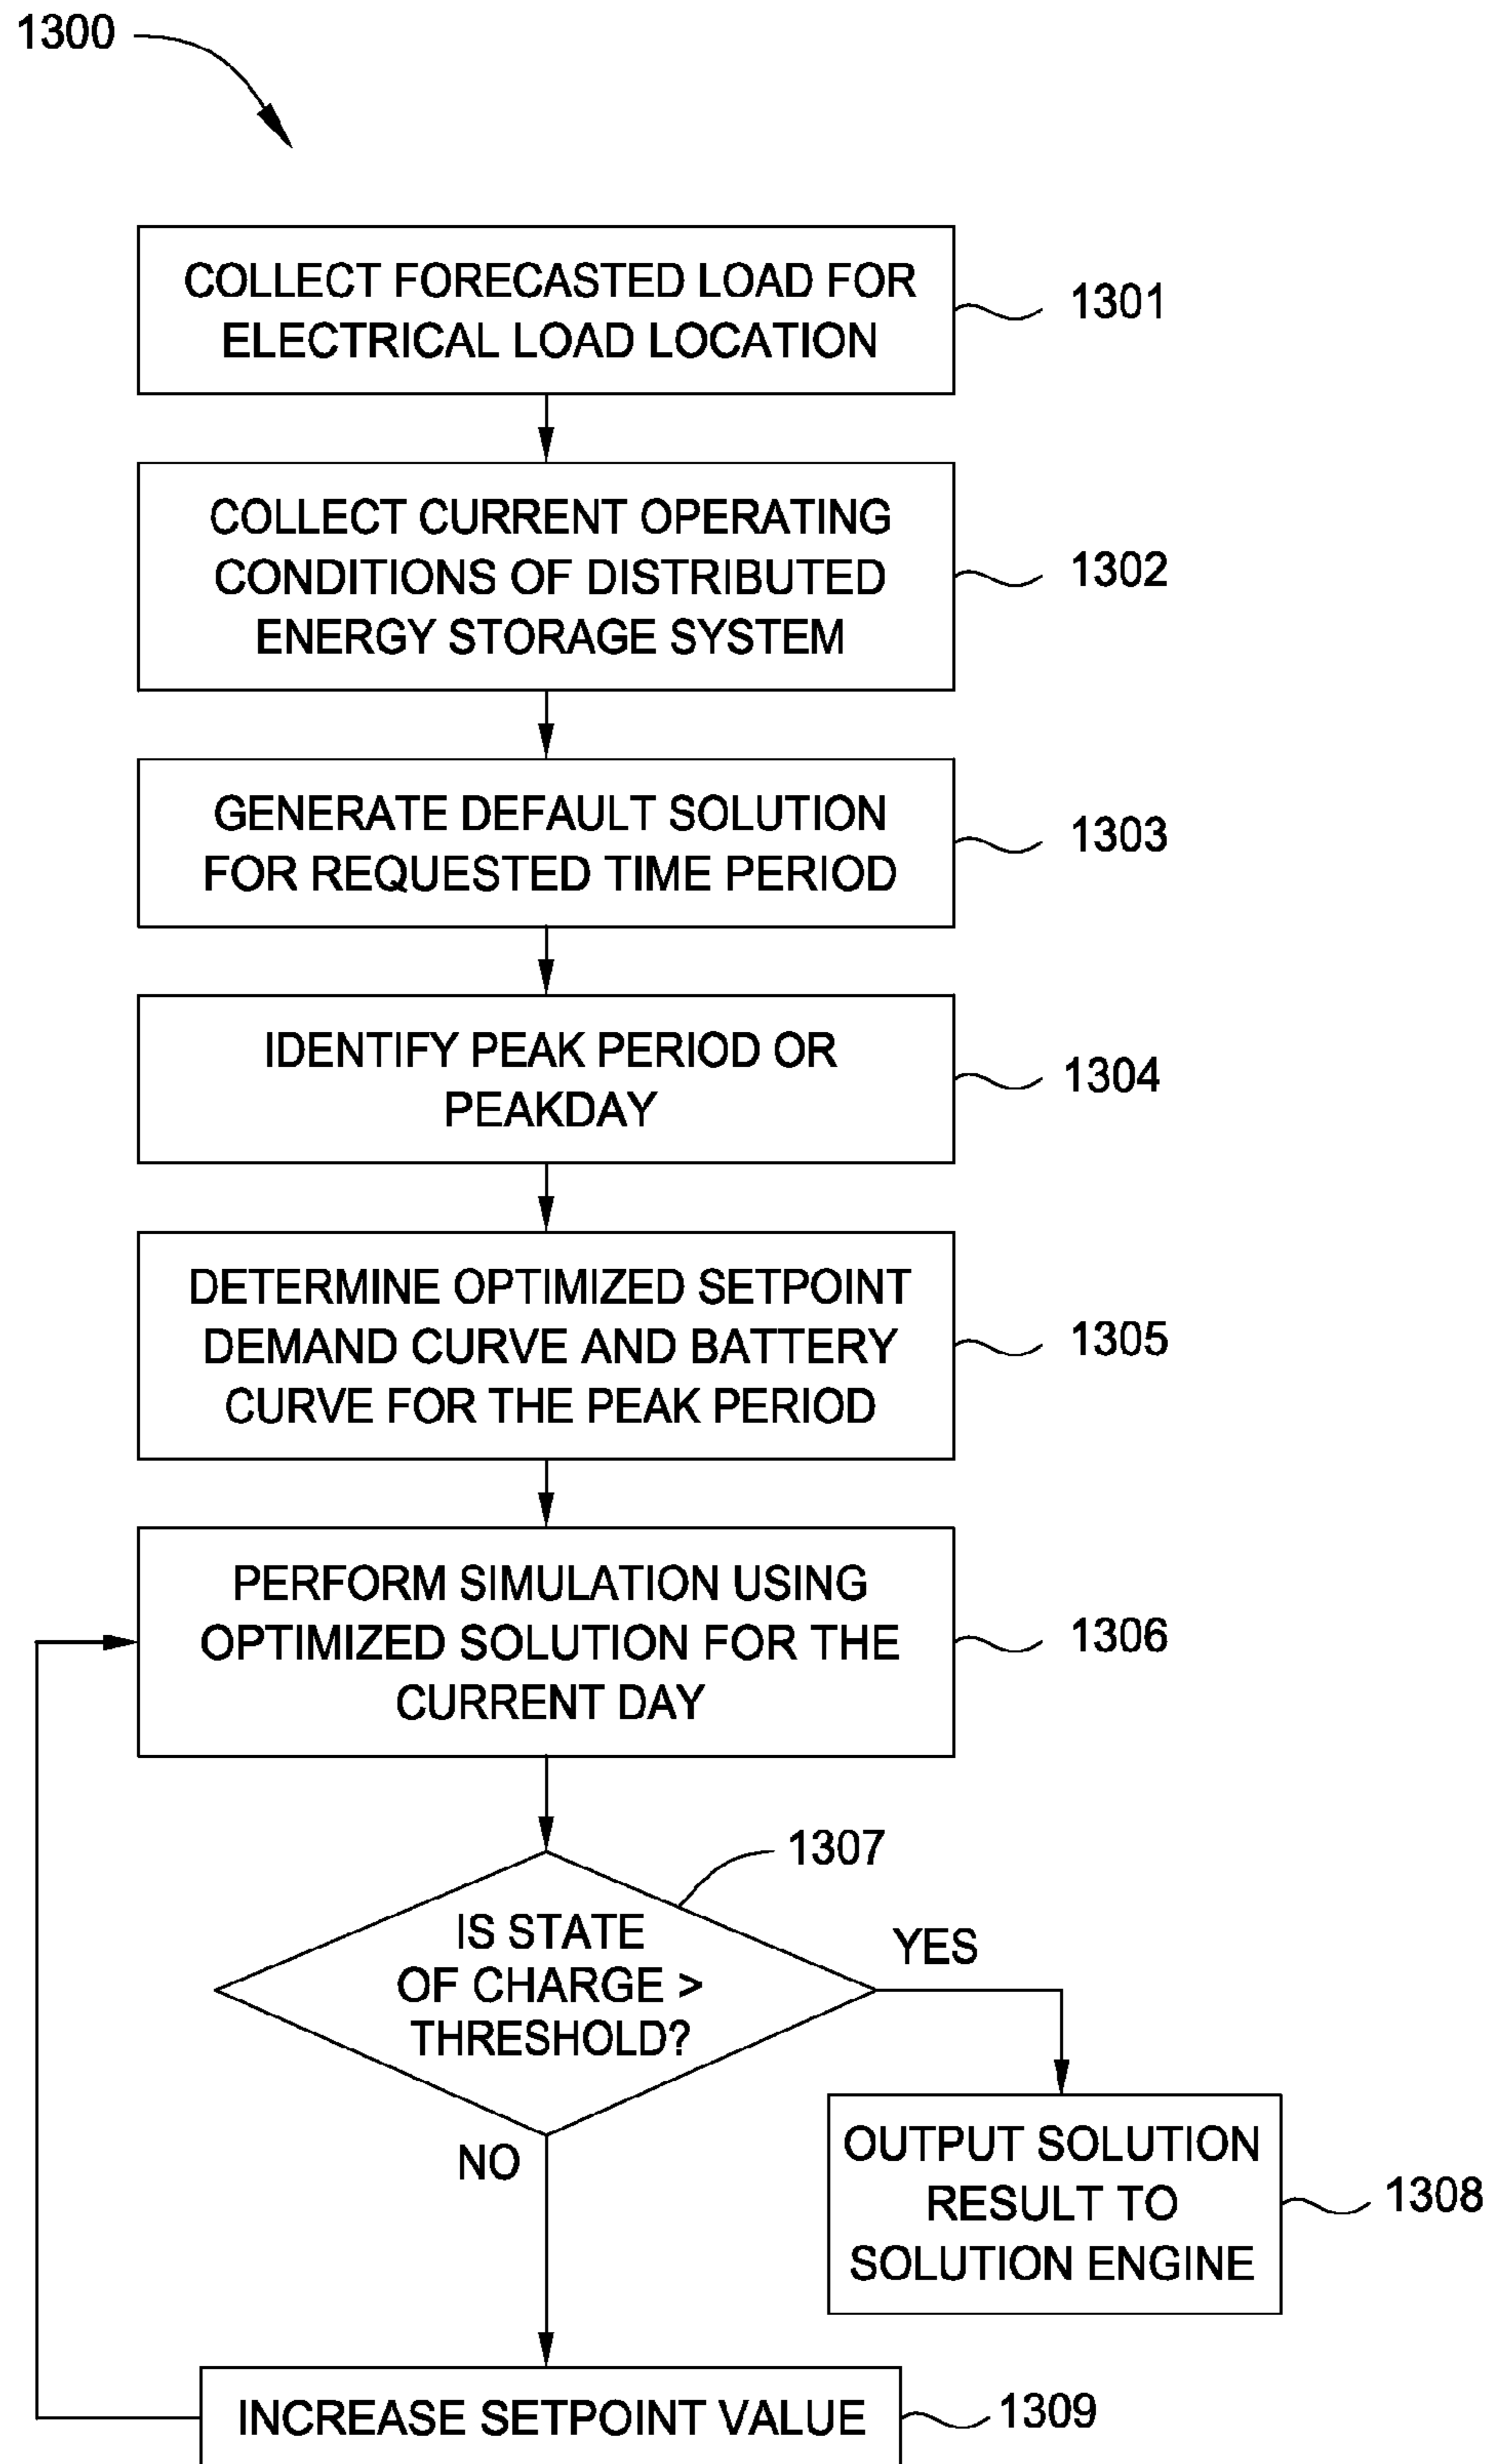 1300
COLLECT FORECASTED LOAD FOR
ELECTRICAL LOAD LOCATION
1301
COLLECT CURRENT OPERATING
CONDITIONS OF DISTRIBUTED
ENERGY STORAGE SYSTEM
1302
GENERATE DEFAULT SOLUTION
FOR REQUESTED TIME PERIOD
1303
IDENTIFY PEAK PERIOD OR
PEAKDAY
1304
DETERMINE OPTIMIZED SETPOINT
DEMAND CURVE AND BATTERY
CURVE FOR THE PEAK PERIOD
1305
PERFORM SIMULATION USING
OPTIMIZED SOLUTION FOR THE
CURRENT DAY
1306
1307
IS STATE
OF CHARGE >
THRESHOLD?
YES
NO
OUTPUT SOLUTION
RESULT TO
SOLUTION ENGINE
1308
INCREASE SETPOINT VALUE
1309